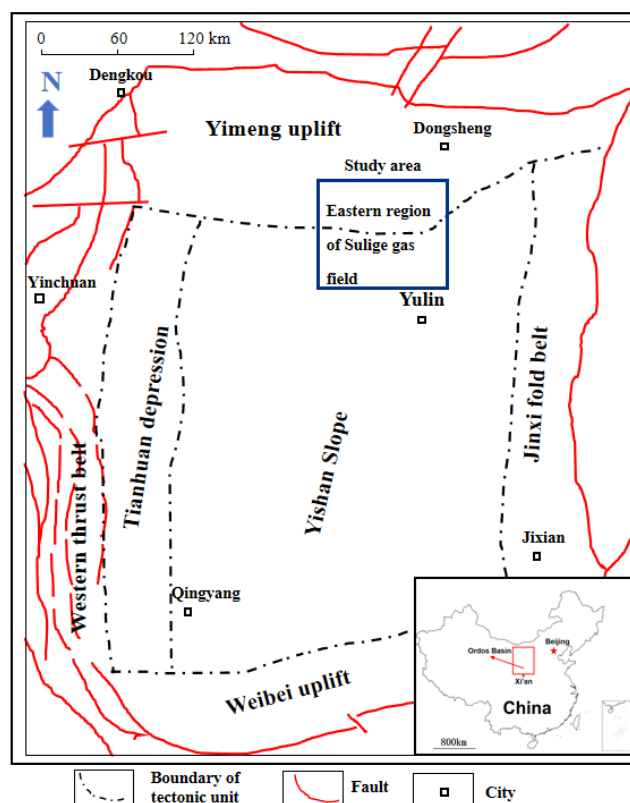 0 60 120 km
N
Dengkou
Yimeng uplift
Dongsheng
Study area
Eastern region
of Sulige gas
field
Yinchuan
Yulin
Western thrust belt
Tianhuan depression
Yishan Slope
Jinxi fold belt
Jixian
Qingyang
Weibei uplift
Beijing
Ordos Basin
Xi'an
China
800km
Boundary of
tectonic unit
Fault
City